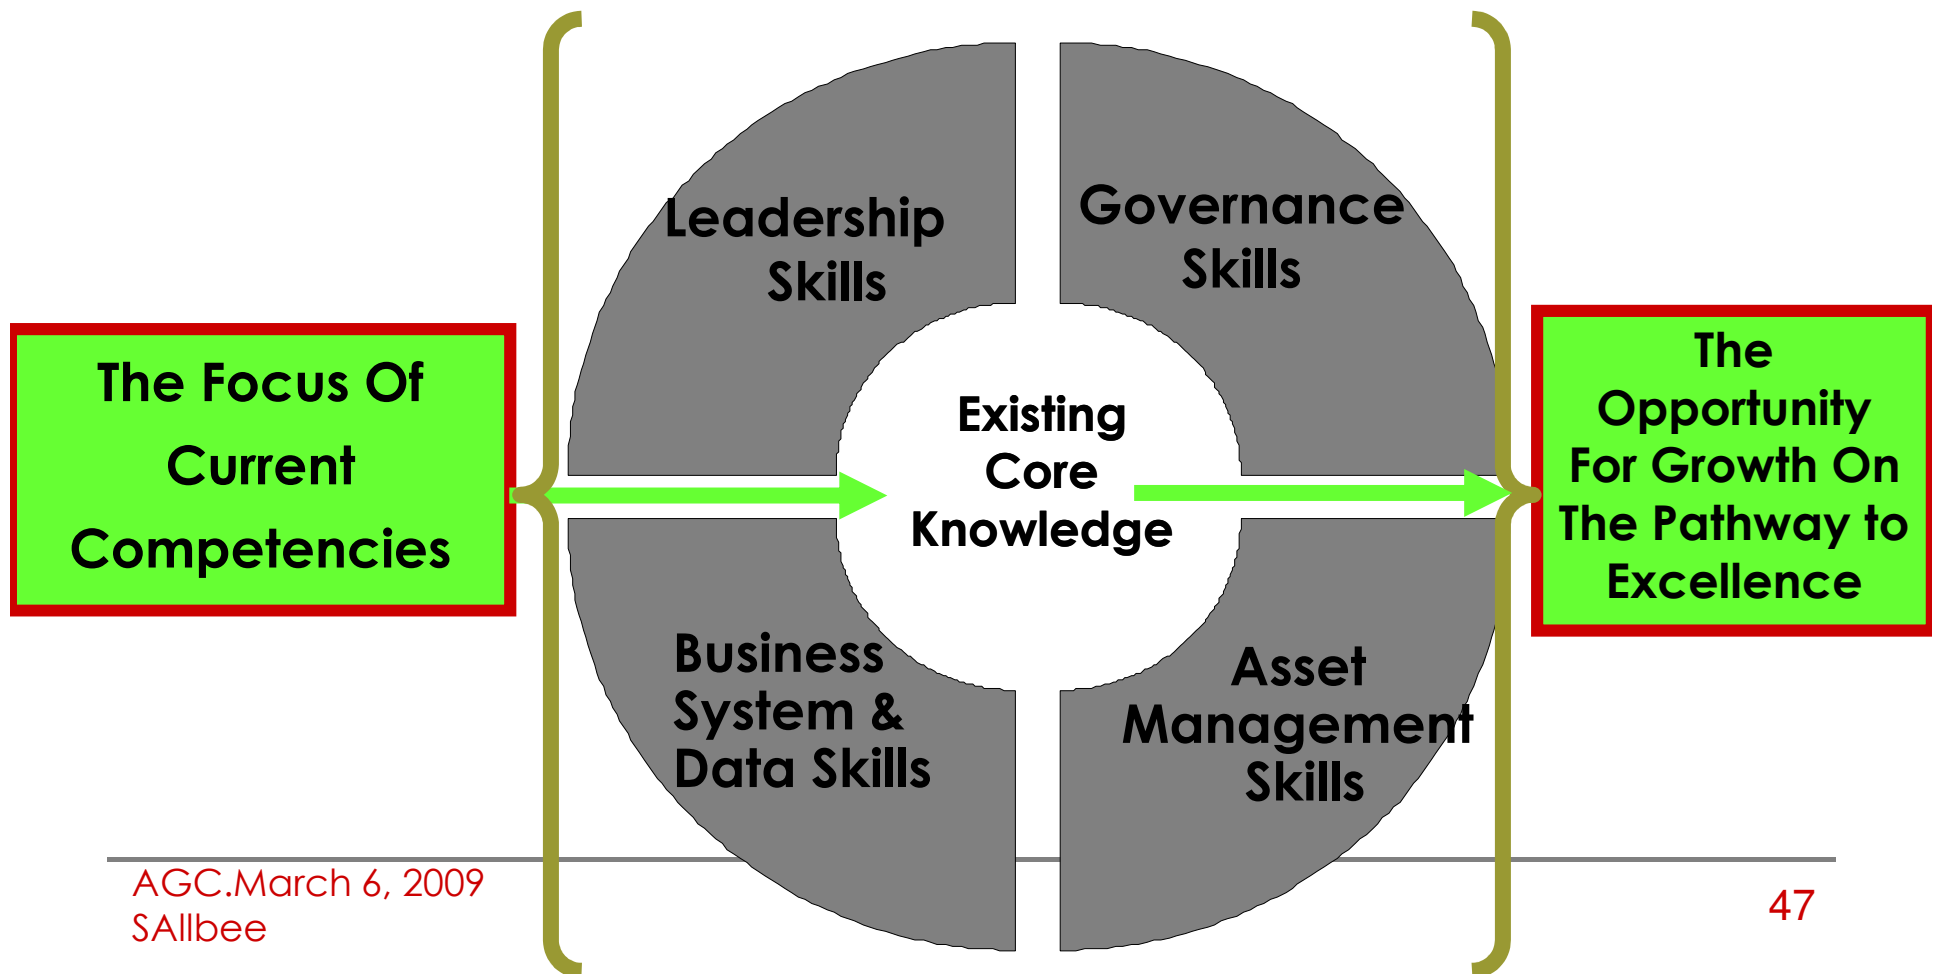 Leadership
Skills
Governance
Skills
The Focus Of
Current
Competencies
Existing
Core
Knowledge
The
Opportunity
For Growth On
The Pathway to
Excellence
Business
System &
Data Skills
Asset
Management
Skills
AGC.March 6, 2009
SAllbee
47